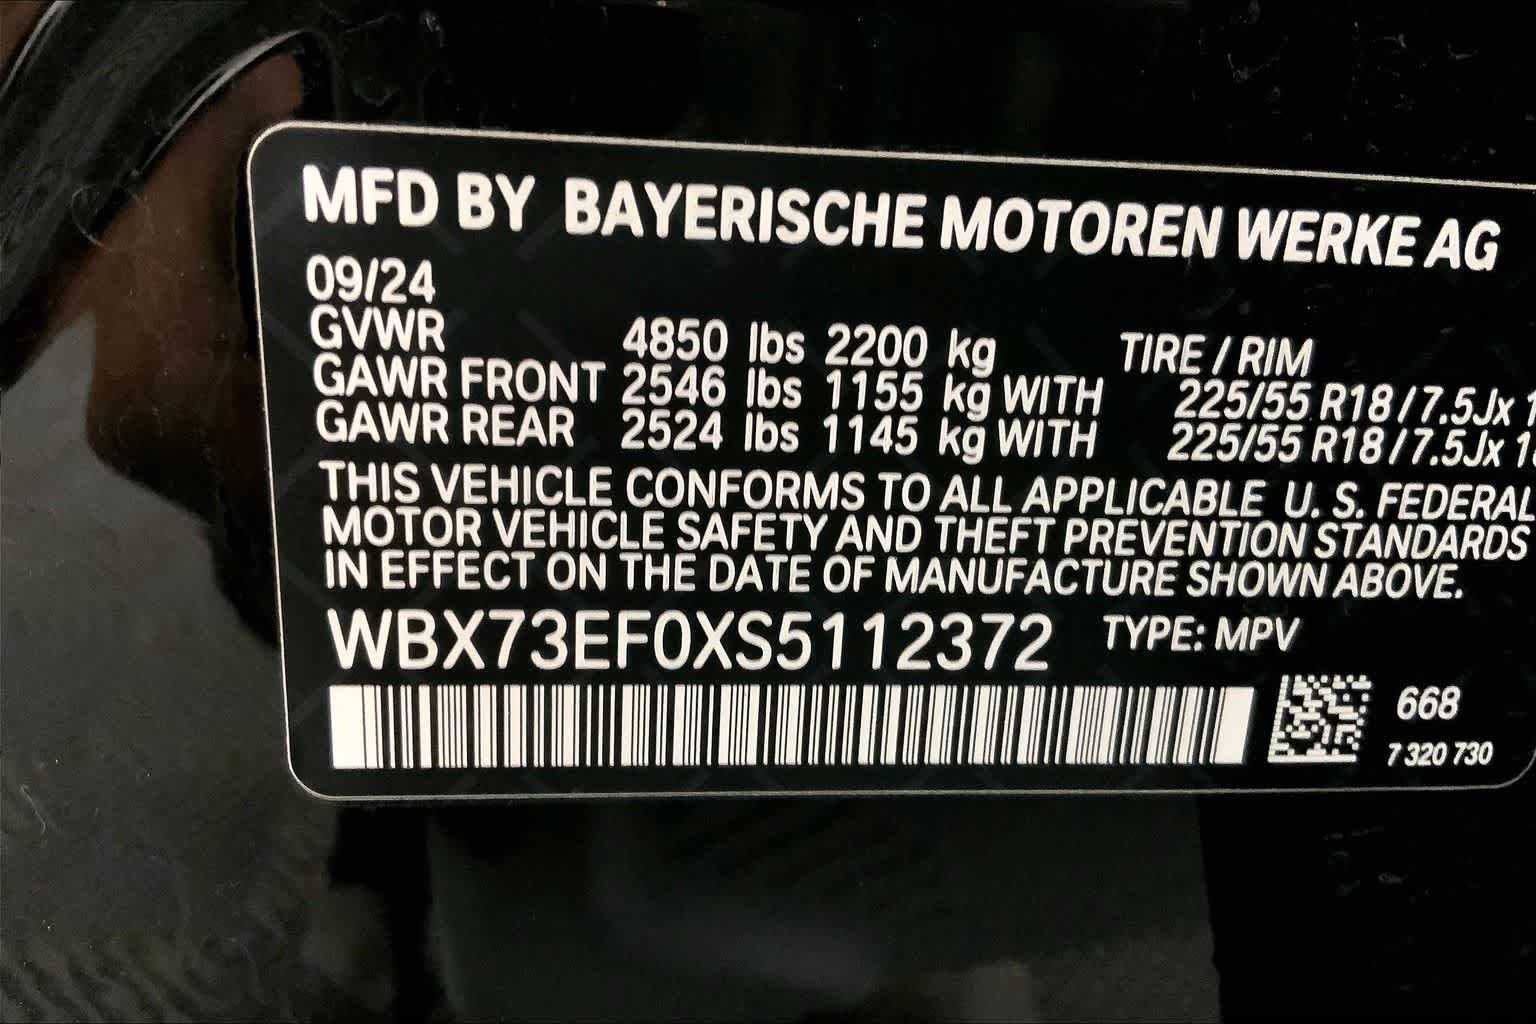 MFD BY BAYERISCHE MOTOREN WERKE AG
09/24
GVWR 4850 lbs 2200 kg TIRE / RIM
GAWR FRONT 2546 lbs 1155 kg WITH 225/55 R18 / 7.5Jx
GAWR REAR 2524 lbs 1145 kg WITH 225/55 R18 / 7.5Jx
THIS VEHICLE CONFORMS TO ALL APPLICABLE U. S. FEDERAL
MOTOR VEHICLE SAFETY AND THEFT PREVENTION STANDARDS
IN EFFECT ON THE DATE OF MANUFACTURE SHOWN ABOVE.
WBX73EF0XS5112372 TYPE: MPV
668
7 320 730